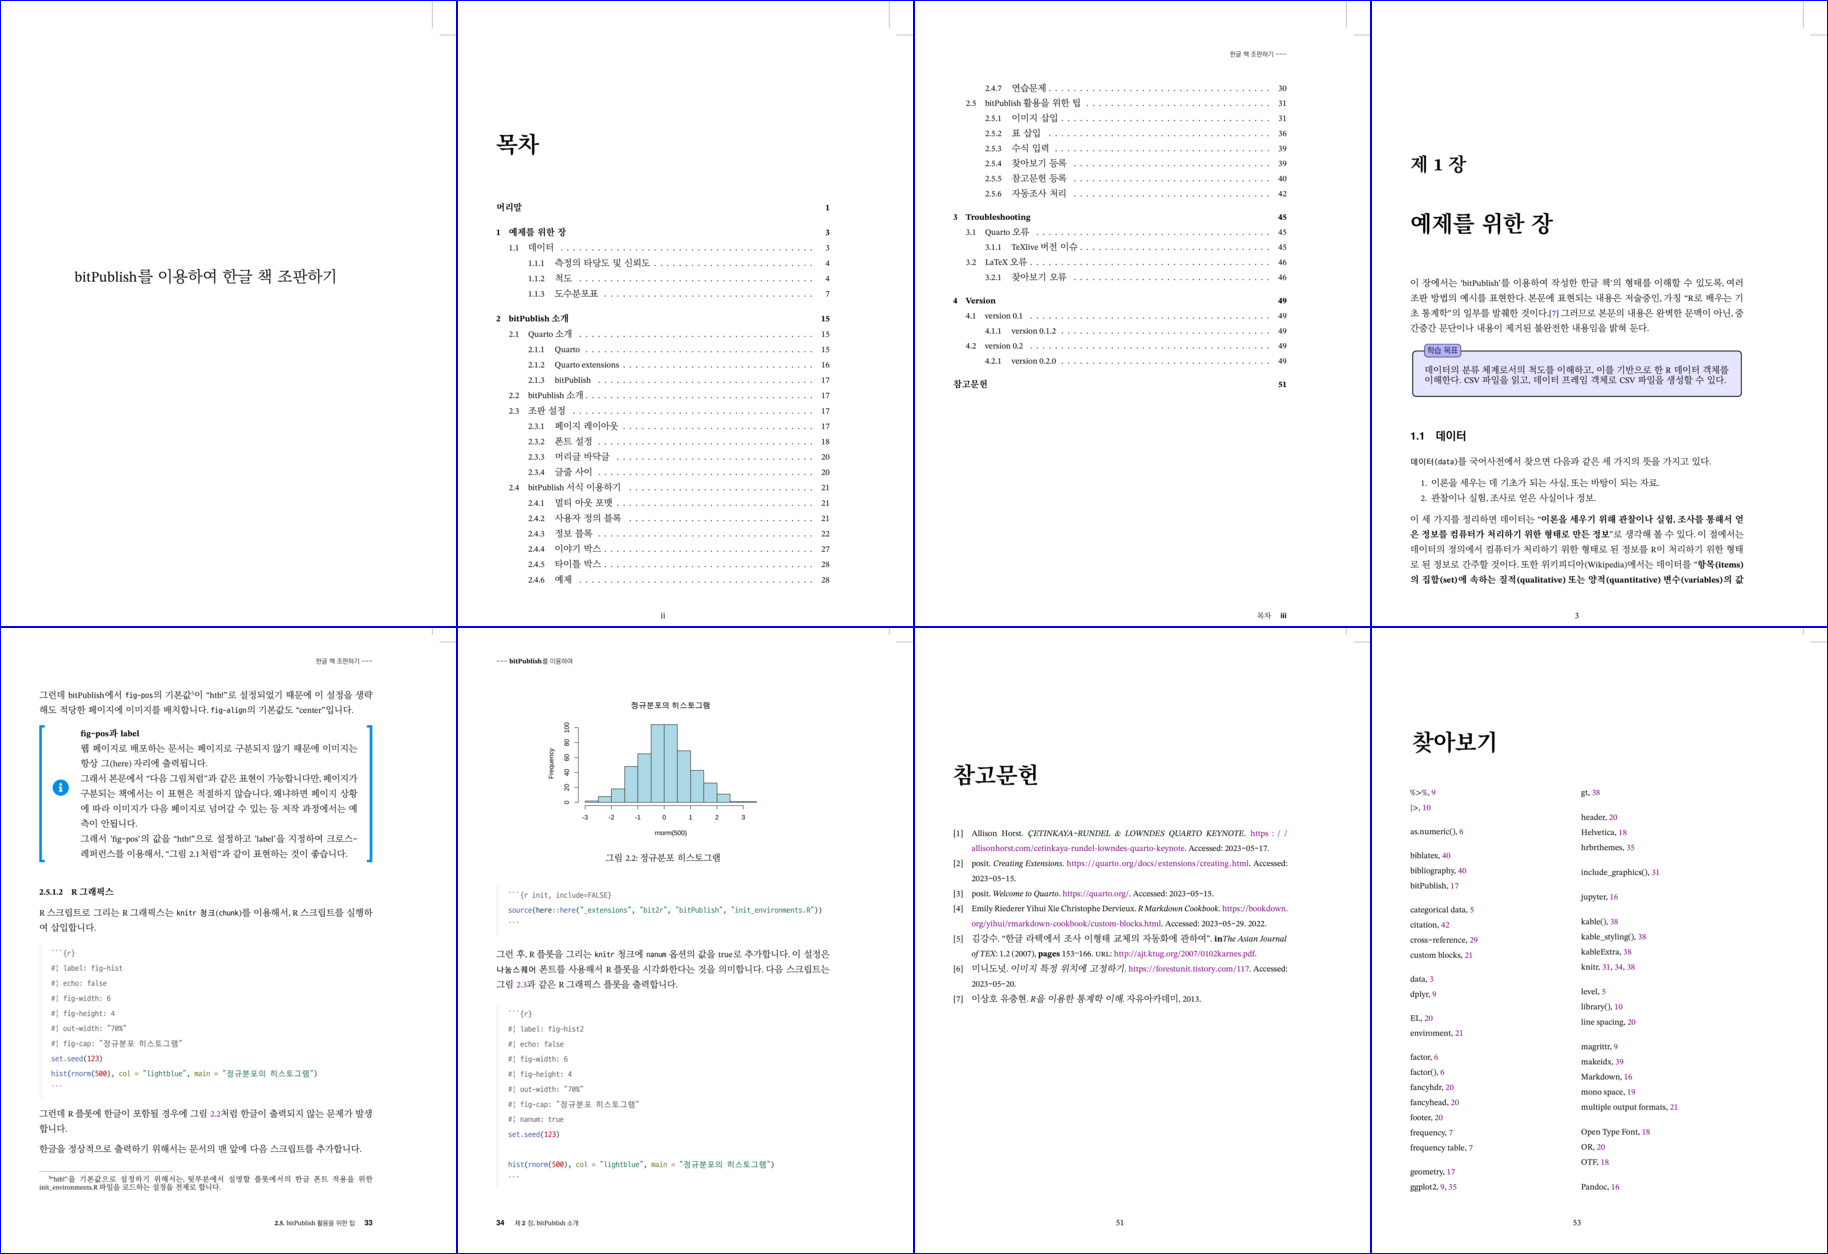 bitPublish를 이용하여 한글 책 조판하기
목차
머리말 1
1 예제를 위한 장 3
1.1 데이터 3
1.1.1 측정의 타당도 및 신뢰도 4
1.1.2 척도 4
1.1.3 도수분포표 7
2 bitPublish 소개 15
2.1 Quarto 소개 15
2.1.1 Quarto 15
2.1.2 Quarto extensions 16
2.1.3 bitPublish 17
2.2 bitPublish 소개 17
2.3 조판 설정 17
2.3.1 페이지 레이아웃 17
2.3.2 폰트 설정 18
2.3.3 머리글 바닥글 20
2.3.4 글줄 사이 20
2.4 bitPublish 서식 이용하기 21
2.4.1 멀티 아웃 포맷 21
2.4.2 사용자 정의 블록 21
2.4.3 정보 블록 22
2.4.4 이야기 박스 27
2.4.5 타이틀 박스 28
2.4.6 예제 28
ii
한글 책 조판하기 ~~~
2.4.7 연습문제 30
2.5 bitPublish 활용을 위한 팁 31
2.5.1 이미지 삽입 31
2.5.2 표 삽입 36
2.5.3 수식 입력 39
2.5.4 찾아보기 등록 39
2.5.5 참고문헌 등록 40
2.5.6 자동조사 처리 42
3 Troubleshooting 45
3.1 Quarto 오류 45
3.1.1 TeXlive 버전 이슈 45
3.2 LaTeX 오류 46
3.2.1 찾아보기 오류 46
4 Version 49
4.1 version 0.1 49
4.1.1 version 0.1.2 49
4.2 version 0.2 49
4.2.1 version 0.2.0 49
참고문헌 51
목차 iii
제 1 장
예제를 위한 장
이 장에서는 ‘bitPublish’를 이용하여 작성한 한글 책’의 형태를 이해할 수 있도록, 여러
조판 방법의 예시를 표현한다. 본문에 표현되는 내용은 저술중인, 가칭 “R로 배우는 기
초 통계학”의 일부를 발췌한 것이다.[7] 그러므로 본문의 내용은 완벽한 문맥이 아닌, 중
간중간 문단이나 내용이 제거된 불완전한 내용임을 밝혀 둔다.
학습 목표
데이터의 분류 체계로서의 척도를 이해하고, 이를 기반으로 한 R 데이터 객체를
이해한다. CSV 파일을 읽고, 데이터 프레임 객체로 CSV 파일을 생성할 수 있다.
1.1 데이터
데이터(data)를 국어사전에서 찾으면 다음과 같은 세 가지의 뜻을 가지고 있다.
1. 이론을 세우는 데 기초가 되는 사실, 또는 바탕이 되는 자료.
2. 관찰이나 실험, 조사로 얻은 사실이나 정보.
이 세 가지를 정리하면 데이터는 “이론을 세우기 위해 관찰이나 실험, 조사를 통해서 얻
은 정보를 컴퓨터가 처리하기 위한 형태로 만든 정보”로 생각해 볼 수 있다. 이 절에서는
데이터의 정의에서 컴퓨터가 처리하기 위한 형태로 된 정보를 R이 처리하기 위한 형태
로 된 정보로 간주할 것이다. 또한 위키피디아(Wikipedia)에서는 데이터를 “항목(items)
의 집합(set)에 속하는 질적(qualitative) 또는 양적(quantitative) 변수(variables)의 값
3
한글 책 조판하기 ~~~
그런데 bitPublish에서 fig-pos의 기본값⁵이 “htb!”로 설정되었기 때문에 이 설정을 생략
해도 적당한 페이지에 이미지를 배치합니다. fig-align의 기본값도 “center”입니다.
fig-pos과 label
웹 페이지로 배포하는 문서는 페이지로 구분되지 않기 때문에 이미지는
항상 그(here) 자리에 출력됩니다.
그래서 본문에서 “다음 그림처럼”과 같은 표현이 가능합니다만, 페이지가
구분되는 책에서는 이 표현은 적절하지 않습니다. 왜냐하면 페이지 상황
에 따라 이미지가 다음 페이지로 넘어갈 수 있는 등 저작 과정에서는 예
측이 안됩니다.
그래서 ‘fig-pos’의 값을 “htb!”으로 설정하고 ‘label’을 지정하여 크로스-
레퍼런스를 이용해서, “그림 2.1처럼”과 같이 표현하는 것이 좋습니다.
2.5.1.2 R 그래픽스
R 스크립트로 그리는 R 그래픽스는 knitr 청크(chunk)를 이용해서, R 스크립트를 실행하
여 삽입합니다.
```{r}
#| label: fig-hist
#| echo: false
#| fig-width: 6
#| fig-height: 4
#| out-width: "70%"
#| fig-cap: "정규분포 히스토그램"
set.seed(123)
hist(rnorm(500), col = "lightblue", main = "정규분포의 히스토그램")
```
그런데 R 플롯에 한글이 포함될 경우에 그림 2.2처럼 한글이 출력되지 않는 문제가 발생
합니다.
한글을 정상적으로 출력하기 위해서는 문서의 맨 앞에 다음 스크립트를 추가합니다.
⁵“htb!”을 기본값으로 설정하기 위해서는, 뒷부분에서 설명할 플롯에서의 한글 폰트 적용을 위한
init_environments.R 파일을 로드하는 설정을 전제로 합니다.
2.5. bitPublish 활용을 위한 팁 33
~~~ bitPublish를 이용하여
정규분포의 히스토그램
Frequency
0 20 40 60 80 100
-3 -2 -1 0 1 2 3
rnorm(500)
그림 2.2: 정규분포 히스토그램
```{r init, include=FALSE}
source(here::here("_extensions", "bit2r", "bitPublish", "init_environments.R"))
```
그런 후, R 플롯을 그리는 knitr 청크에 nanum 옵션의 값을 true로 추가합니다. 이 설정은
나눔스퀘어 폰트를 사용해서 R 플롯을 시각화한다는 것을 의미합니다. 다음 스크립트는
그림 2.3과 같은 R 그래픽스 플롯을 출력합니다.
```{r}
#| label: fig-hist2
#| echo: false
#| fig-width: 6
#| fig-height: 4
#| out-width: "70%"
#| fig-cap: "정규분포 히스토그램"
#| nanum: true
set.seed(123)
hist(rnorm(500), col = "lightblue", main = "정규분포의 히스토그램")
```
34 제 2 장. bitPublish 소개
참고문헌
[1] Allison Horst. ÇETINKAYA-RUNDEL & LOWNDES QUARTO KEYNOTE. https : / /
allisonhorst.com/cetinkaya-rundel-lowndes-quarto-keynote. Accessed: 2023-05-17.
[2] posit. Creating Extensions. https://quarto.org/docs/extensions/creating.html. Accessed:
2023-05-15.
[3] posit. Welcome to Quarto. https://quarto.org/. Accessed: 2023-05-15.
[4] Emily Riederer Yihui Xie Christophe Dervieux. R Markdown Cookbook. https://bookdown.
org/yihui/rmarkdown-cookbook/custom-blocks.html. Accessed: 2023-05-29. 2022.
[5] 김강수. “한글 라텍에서 조사 이형태 교체의 자동화에 관하여”. inThe Asian Journal
of TEX: 1.2 (2007), pages 153–166. URL: http://ajt.ktug.org/2007/0102karnes.pdf.
[6] 미니도넛. 이미지 특정 위치에 고정하기. https://forestunit.tistory.com/117. Accessed:
2023-05-20.
[7] 이상호 유충현. R을 이용한 통계학 이해. 자유아카데미, 2013.
51
찾아보기
%>%, 9
|>, 10
as.numeric(), 6
biblatex, 40
bibliography, 40
bitPublish, 17
categorical data, 5
citation, 42
cross-reference, 29
custom blocks, 21
data, 3
dplyr, 9
EL, 20
enviroment, 21
factor, 6
factor(), 6
fancyhdr, 20
fancyhead, 20
footer, 20
frequency, 7
frequency table, 7
geometry, 17
ggplot2, 9, 35
gt, 38
header, 20
Helvetica, 18
hrbrthemes, 35
include_graphics(), 31
jupyter, 16
kable(), 38
kable_styling(), 38
kableExtra, 38
knitr, 31, 34, 38
level, 5
library(), 10
line spacing, 20
magrittr, 9
makeidx, 39
Markdown, 16
mono space, 19
multiple output formats, 21
Open Type Font, 18
OR, 20
OTF, 18
Pandoc, 16
53